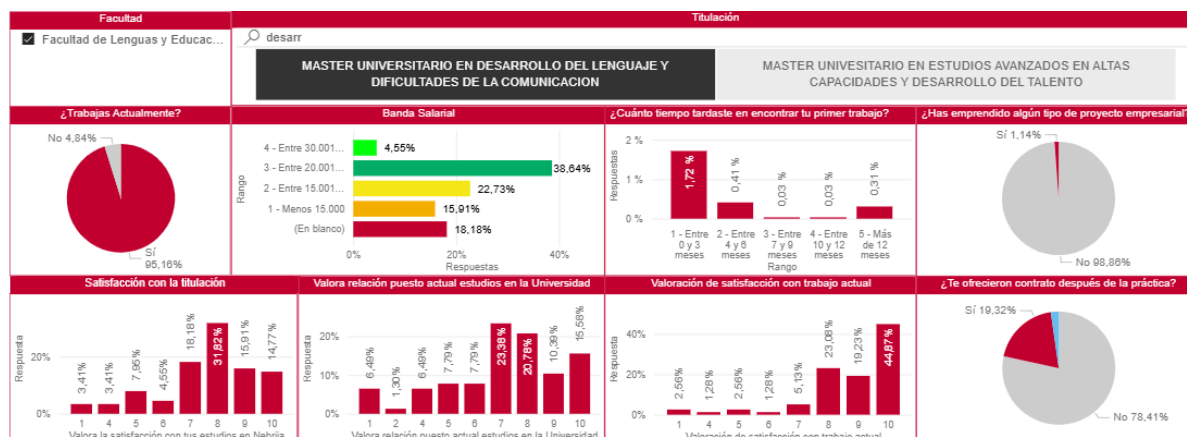 Facultad
Titulación
Facultad de Lenguas y Educac...
desarr
MASTER UNIVERSITARIO EN DESARROLLO DEL LENGUAJE Y
DIFICULTADES DE LA COMUNICACION
MASTER UNIVESITARIO EN ESTUDIOS AVANZADOS EN ALTAS
CAPACIDADES Y DESARROLLO DEL TALENTO
¿Trabajas Actualmente?
No 4,84%
Sí
95,16%
Banda Salarial
Rango
4 - Entre 30.001...
4,55%
3 - Entre 20.001...
38,64%
2 - Entre 15.001...
22,73%
1 - Menos 15.000
15,91%
(En blanco)
18,18%
0%
20%
40%
Respuestas
¿Cuánto tiempo tardaste en encontrar tu primer trabajo?
Respuestas
2 %
1 %
0 %
1,72 %
0,41 %
0,03 %
0,03 %
0,31 %
1 - Entre
0 y 3
meses
2 - Entre
4 y 6
meses
3 - Entre
7 y 9
meses
4 - Entre
10 y 12
meses
5 - Más
de 12
meses
Rango
¿Has emprendido algún tipo de proyecto empresarial?
Sí 1,14%
No 98,86%
Satisfacción con la titulación
Respuesta
20%
0%
3,41%
3,41%
7,95%
4,55%
18,18%
31,82%
15,91%
14,77%
1
4
5
6
7
8
9
10
Valora la satisfacción con tus estudios en Nebrija
Valora relación puesto actual estudios en la Universidad
Respuesta
20%
10%
0%
6,49%
1,30%
6,49%
7,79%
7,79%
23,38%
20,78%
10,39%
15,58%
1
2
4
5
6
7
8
9
10
Valora relación puesto actual estudios en la Universidad
Valoración de satisfacción con trabajo actual
Respuesta
40%
20%
0%
2,56%
1,28%
2,56%
1,28%
5,13%
23,08%
19,23%
44,87%
1
4
5
6
7
8
9
10
Valoración de satisfacción con trabajo actual
¿Te ofrecieron contrato después de la práctica?
Sí 19,32%
No 78,41%